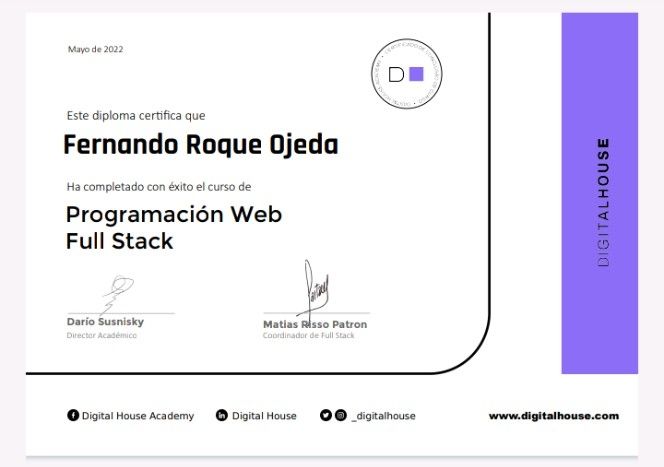 Mayo de 2022
Este diploma certifica que
Fernando Roque Ojeda
Ha completado con éxito el curso de
Programación Web
Full Stack
Darío Susnisky
Director Académico
Matias Risso Patron
Coordinador de Full Stack
DIGITALHOUSE
Digital House Academy
Digital House
_digitalhouse
www.digitalhouse.com